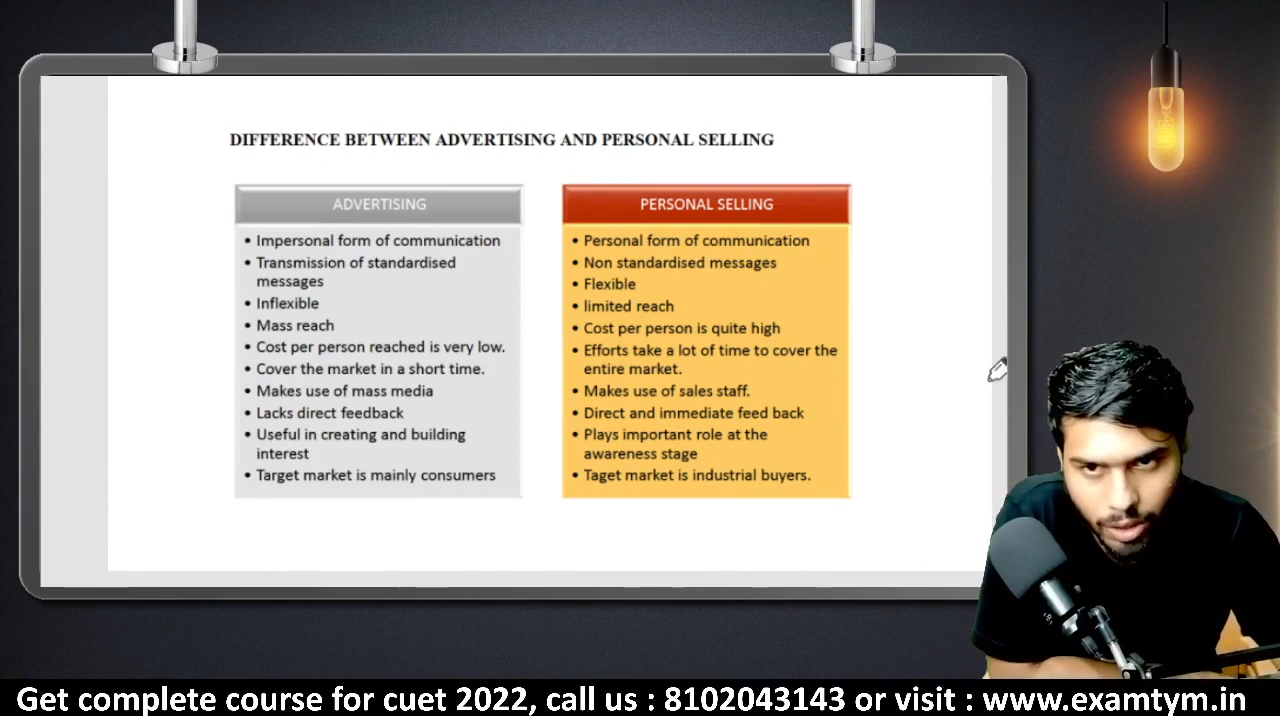 DIFFERENCE BETWEEN ADVERTISING AND PERSONAL SELLING
ADVERTISING
• Impersonal form of communication
• Transmission of standardised
messages
• Inflexible
• Mass reach
• Cost per person reached is very low.
• Cover the market in a short time.
• Makes use of mass media
• Lacks direct feedback
• Useful in creating and building
interest
• Target market is mainly consumers
PERSONAL SELLING
• Personal form of communication
• Non standardised messages
• Flexible
• limited reach
• Cost per person is quite high
• Efforts take a lot of time to cover the
entire market.
• Makes use of sales staff.
• Direct and immediate feed back
• Plays important role at the
awareness stage
• Taget market is industrial buyers.
Get complete course for cuet 2022, call us : 8102043143 or visit : www.examtym.in